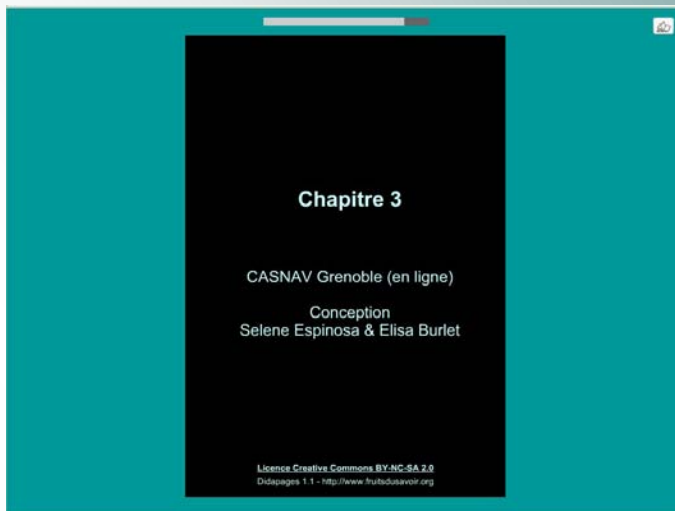 Chapitre 3
CASNAV Grenoble (en ligne)
Conception
Selene Espinosa & Elisa Burlet
Licence Creative Commons BY-NC-SA 2.0
Didapages 1.1 - http://www.fruitsdusavoir.org